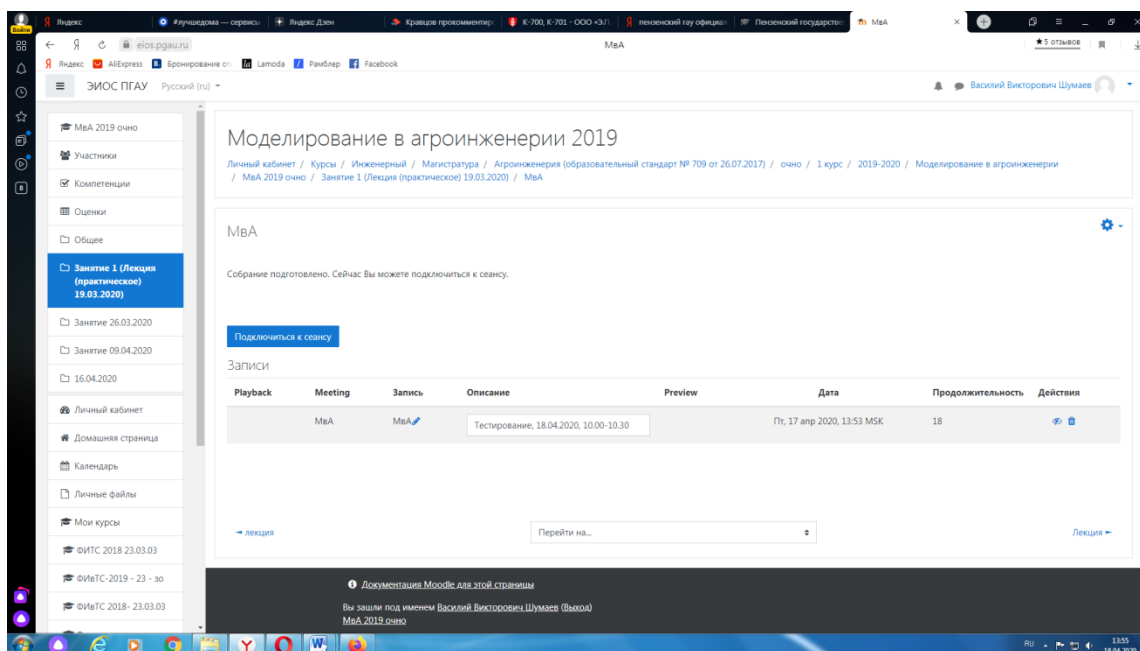 Яндекс
#лучшедома — сервисы
Яндекс Дзен
Кравцов прокомментиро
К-700, К-701 - ООО «Э.П.
пензенский гау официал
Пензенский государстве
МвА
Войти
eios.pgau.ru
МвА
★5 отзывов
Яндекс
AliExpress
Бронирование оте
Lamoda
Рамблер
Facebook
ЭИОС ПГАУ
Русский (ru)
Василий Викторович Шумаев
МвА 2019 очно
Участники
Компетенции
Оценки
Общее
Занятие 1 (Лекция
(практическое)
19.03.2020)
Занятие 26.03.2020
Занятие 09.04.2020
16.04.2020
Личный кабинет
Домашняя страница
Календарь
Личные файлы
Мои курсы
ФИТС 2018 23.03.03
ФИвТС-2019 - 23 - зо
ФИвТС 2018- 23.03.03
Моделирование в агроинженерии 2019
Личный кабинет / Курсы / Инженерный / Магистратура / Агроинженерия (образовательный стандарт № 709 от 26.07.2017) / очно / 1 курс / 2019-2020 / Моделирование в агроинженерии
/ МвА 2019 очно / Занятие 1 (Лекция (практическое) 19.03.2020) / МвА
МвА
Собрание подготовлено. Сейчас Вы можете подключиться к сеансу.
Подключиться к сеансу
Записи
Playback Meeting Запись Описание Preview Дата Продолжительность Действия
МвА МвА Тестирование, 18.04.2020, 10.00-10.30 Пт, 17 апр 2020, 13:53 MSK 18
◄ лекция
Перейти на...
Лекция ►
Документация Moodle для этой страницы
Вы зашли под именем Василий Викторович Шумаев (Выход)
МвА 2019 очно
RU
13:55
18.04.2020